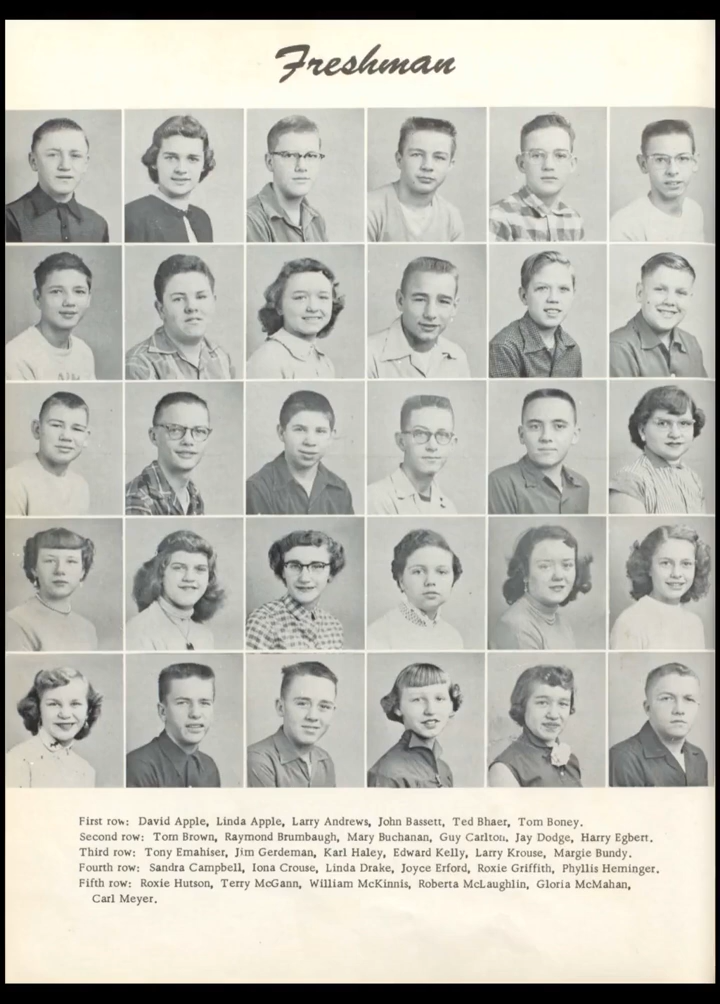 Freshman
First row: David Apple, Linda Apple, Larry Andrews, John Bassett, Ted Bhaer, Tom Boney.
Second row: Tom Brown, Raymond Brumbaugh, Mary Buchanan, Guy Carlton, Jay Dodge, Harry Egbert.
Third row: Tony Emahiser, Jim Gerdeman, Karl Haley, Edward Kelly, Larry Krouse, Margie Bundy.
Fourth row: Sandra Campbell, Iona Crouse, Linda Drake, Joyce Erford, Roxie Griffith, Phyllis Heminger.
Fifth row: Roxie Hutson, Terry McGann, William McKinnis, Roberta McLaughlin, Gloria McMahan,
Carl Meyer.